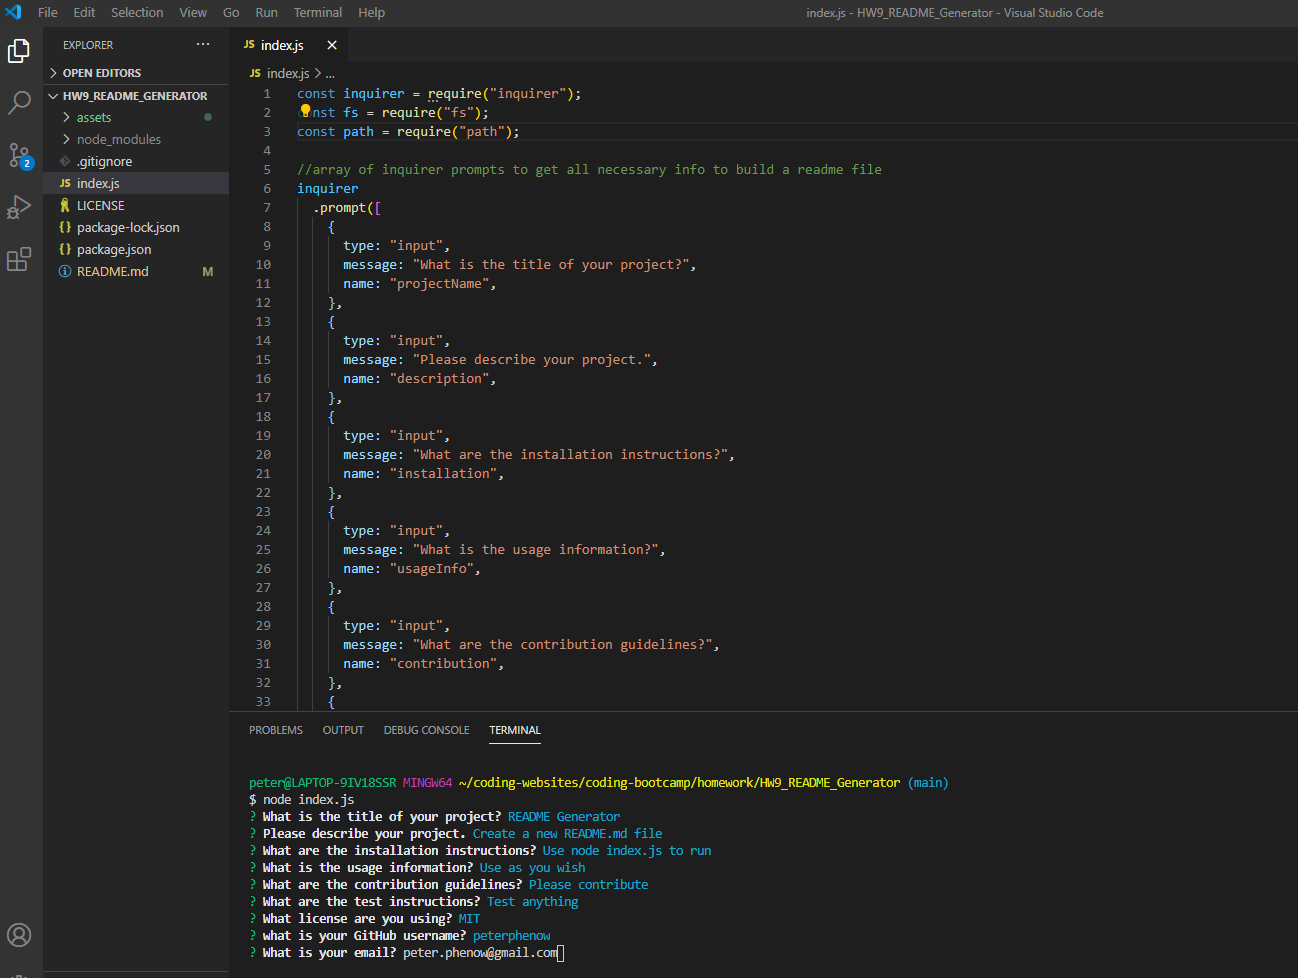 File Edit Selection View Go Run Terminal Help
index.js - HW9_README_Generator - Visual Studio Code
EXPLORER ...
OPEN EDITORS
HW9_README_GENERATOR
assets
node_modules
.gitignore
JS index.js
LICENSE
{} package-lock.json
{} package.json
README.md M
2
JS index.js
JS index.js > ...
1 const inquirer = require("inquirer");
2 nst fs = require("fs");
3 const path = require("path");
4
5 //array of inquirer prompts to get all necessary info to build a readme file
6 inquirer
7 .prompt([
8 {
9 type: "input",
10 message: "What is the title of your project?",
11 name: "projectName",
12 },
13 {
14 type: "input",
15 message: "Please describe your project.",
16 name: "description",
17 },
18 {
19 type: "input",
20 message: "What are the installation instructions?",
21 name: "installation",
22 },
23 {
24 type: "input",
25 message: "What is the usage information?",
26 name: "usageInfo",
27 },
28 {
29 type: "input",
30 message: "What are the contribution guidelines?",
31 name: "contribution",
32 },
33 {
PROBLEMS OUTPUT DEBUG CONSOLE TERMINAL
peter@LAPTOP-9IV18SSR MINGW64 ~/coding-websites/coding-bootcamp/homework/HW9_README_Generator (main)
$ node index.js
? What is the title of your project? README Generator
? Please describe your project. Create a new README.md file
? What are the installation instructions? Use node index.js to run
? What is the usage information? Use as you wish
? What are the contribution guidelines? Please contribute
? What are the test instructions? Test anything
? What license are you using? MIT
? what is your GitHub username? peterphenow
? What is your email? peter.phenow@gmail.com